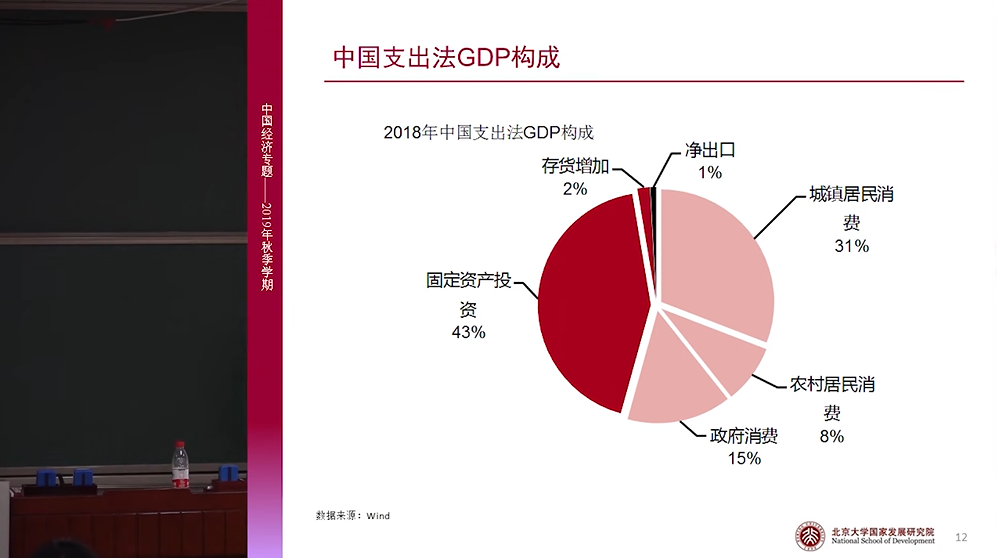 中国支出法GDP构成
中国经济专题——2019年秋季学期
2018年中国支出法GDP构成
净出口
1%
存货增加
2%
城镇居民消
费
31%
固定资产投
资
43%
农村居民消
费
8%
政府消费
15%
数据来源：Wind
北京大学国家发展研究院
National School of Development
12